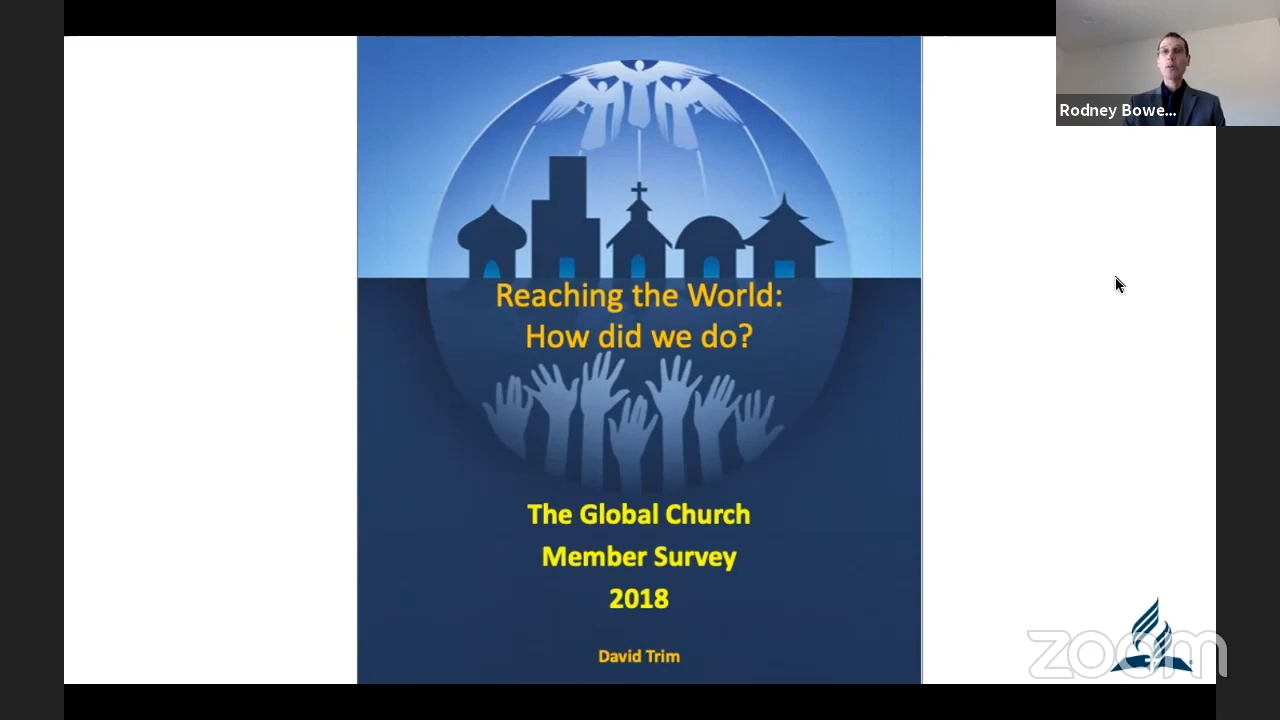 Rodney Bowe...
Reaching the World:
How did we do?
The Global Church
Member Survey
2018
David Trim
zoom